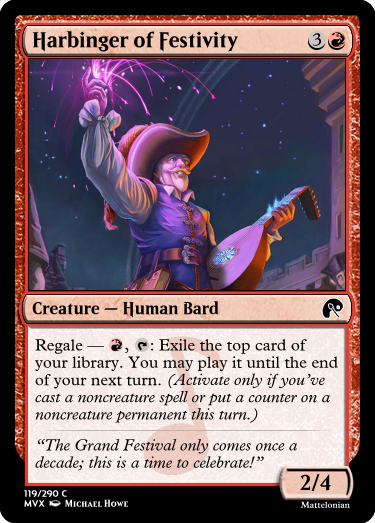 Harbinger of Festivity 3
Creature — Human Bard
Regale — , : Exile the top card of
your library. You may play it until the end
of your next turn. (Activate only if you've
cast a noncreature spell or put a counter on a
noncreature permanent this turn.)
"The Grand Festival only comes once a
decade; this is a time to celebrate!"
2/4
119/290 C
MVX Michael Howe
Mattelonian